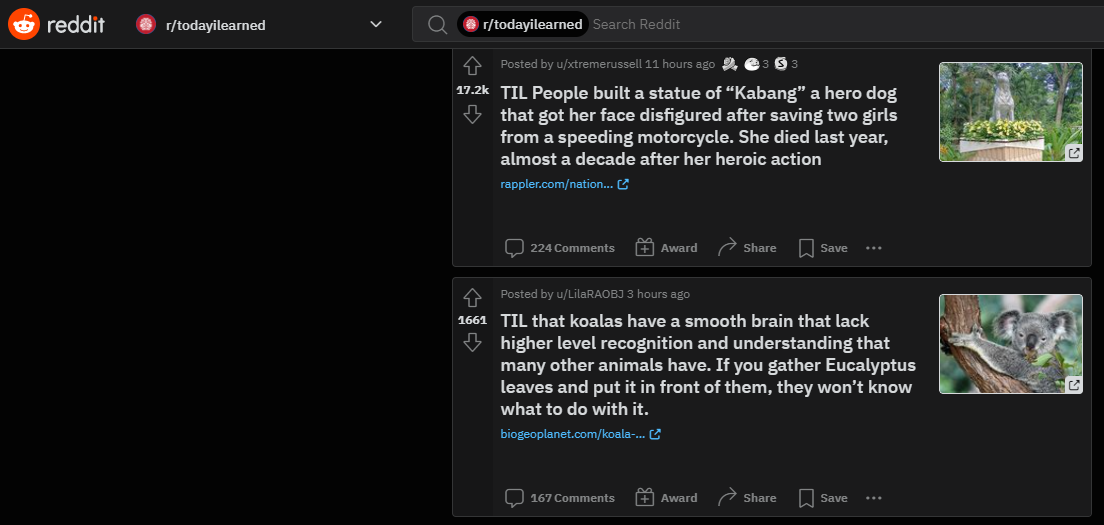 reddit r/todayilearned r/todayilearned Search Reddit
Posted by u/xtremerussell 11 hours ago 3 3
17.2k
TIL People built a statue of “Kabang” a hero dog
that got her face disfigured after saving two girls
from a speeding motorcycle. She died last year,
almost a decade after her heroic action
rappler.com/nation...
224 Comments Award Share Save ...
Posted by u/LilaRAOBJ 3 hours ago
1661
TIL that koalas have a smooth brain that lack
higher level recognition and understanding that
many other animals have. If you gather Eucalyptus
leaves and put it in front of them, they won’t know
what to do with it.
biogeoplanet.com/koala-...
167 Comments Award Share Save ...